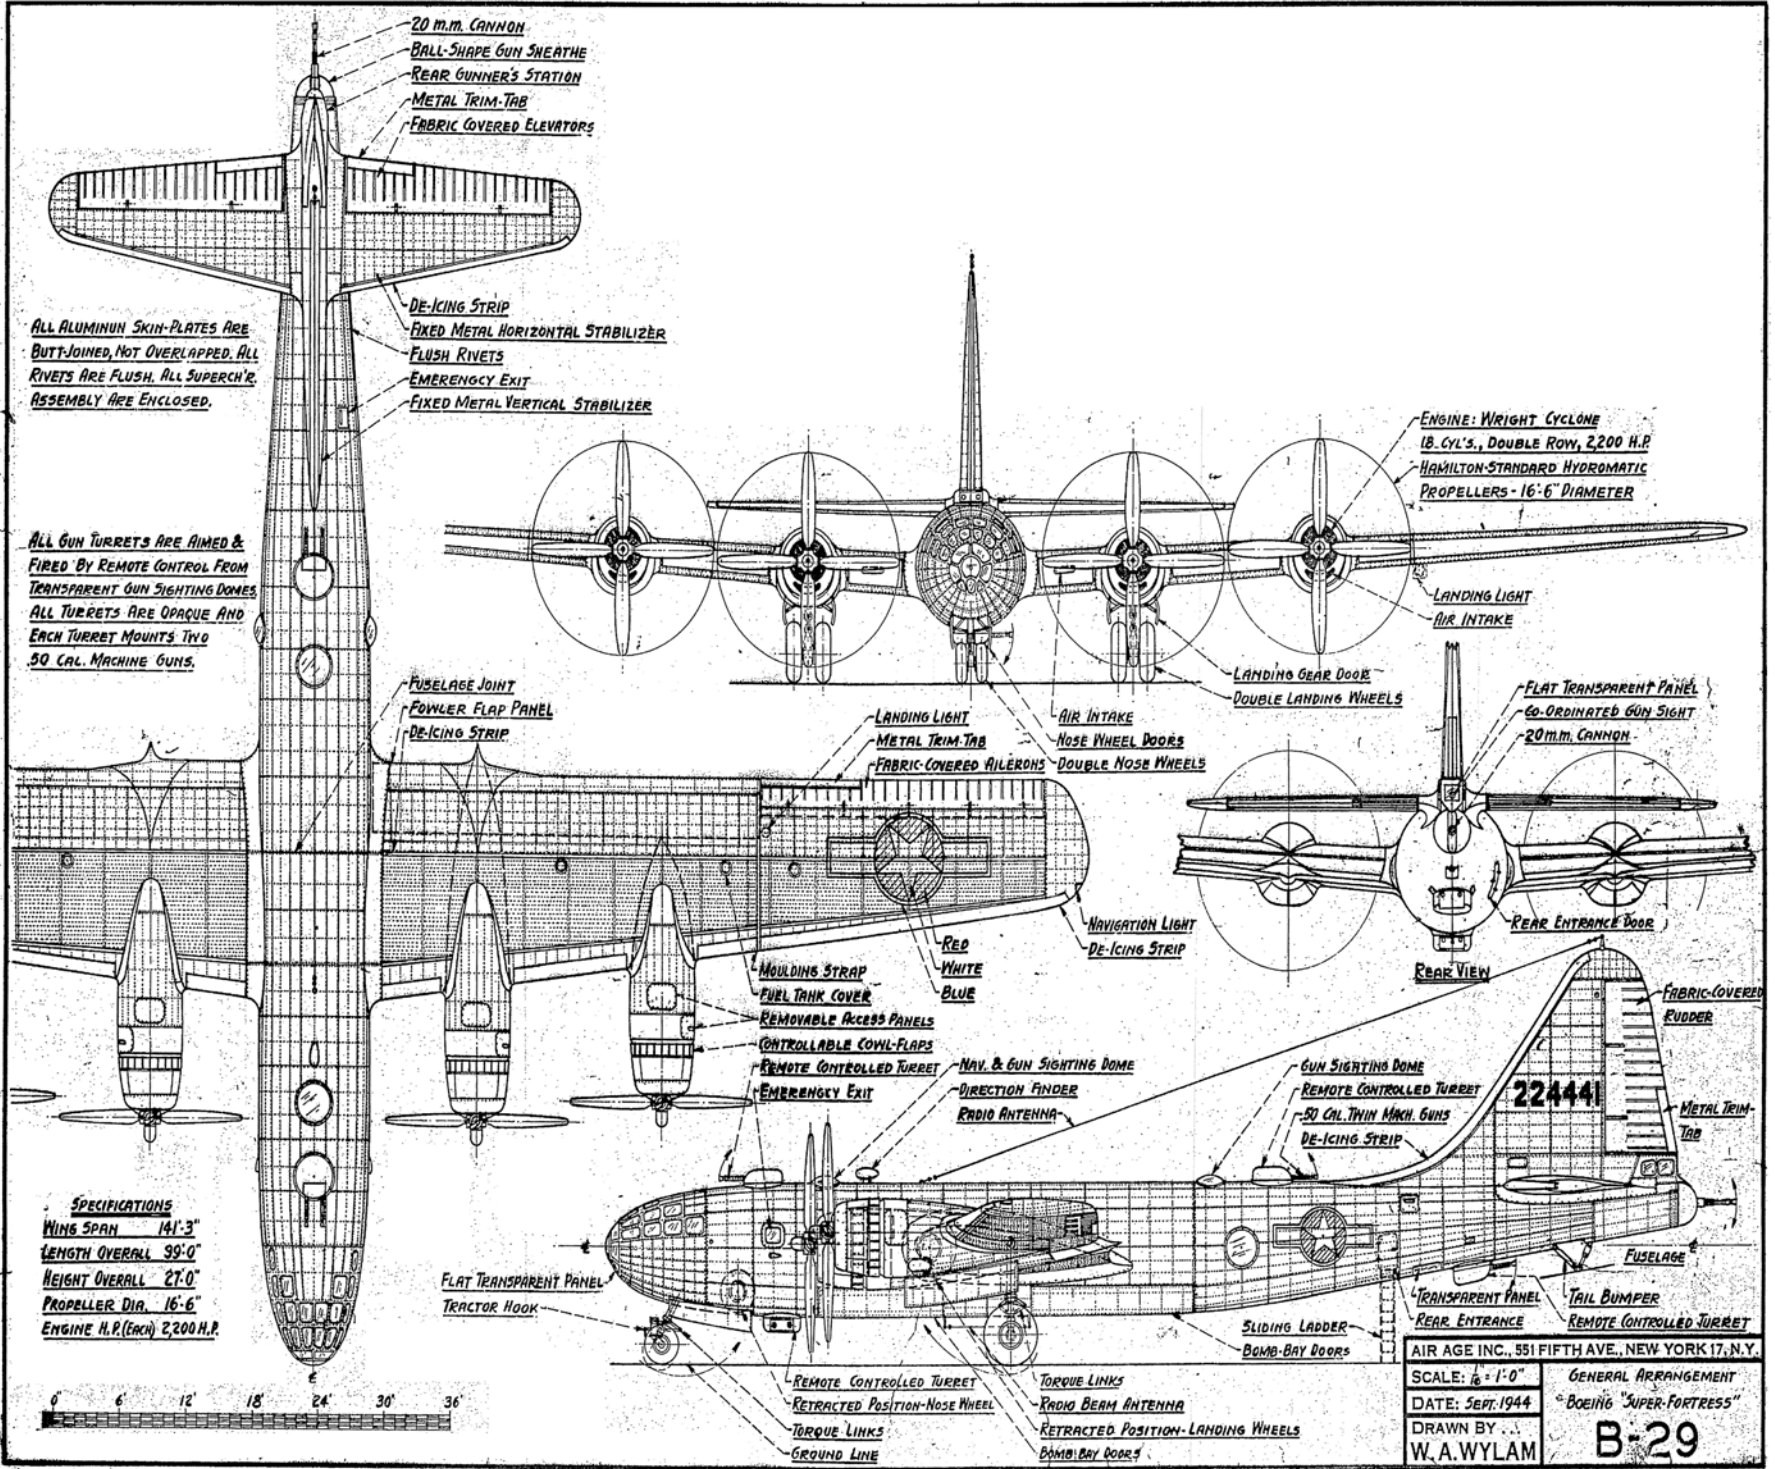 20 m.m. CANNON
BALL-SHAPE GUN SHEATHE
REAR GUNNER'S STATION
METAL TRIM-TAB
FABRIC COVERED ELEVATORS
DE-ICING STRIP
FIXED METAL HORIZONTAL STABILIZER
FLUSH RIVETS
EMERENGCY EXIT
FIXED METAL VERTICAL STABILIZER
ALL ALUMINUN SKIN-PLATES ARE
BUTT-JOINED, NOT OVERLAPPED. ALL
RIVETS ARE FLUSH. ALL SUPERCH'R.
ASSEMBLY ARE ENCLOSED.
ALL GUN TURRETS ARE AIMED &
FIRED BY REMOTE CONTROL FROM
TRANSPARENT GUN SIGHTING DOMES.
ALL TURRETS ARE OPAQUE AND
EACH TURRET MOUNTS TWO
.50 CAL. MACHINE GUNS.
ENGINE: WRIGHT CYCLONE
18 CYL'S., DOUBLE ROW, 2,200 H.P.
HAMILTON-STANDARD HYDROMATIC
PROPELLERS - 16'-6" DIAMETER
LANDING LIGHT
AIR INTAKE
LANDING GEAR DOOR
DOUBLE LANDING WHEELS
AIR INTAKE
NOSE WHEEL DOORS
DOUBLE NOSE WHEELS
FUSELAGE JOINT
FOWLER FLAP PANEL
DE-ICING STRIP
LANDING LIGHT
METAL TRIM-TAB
FABRIC-COVERED AILERONS
FLAT TRANSPARENT PANEL
CO-ORDINATED GUN SIGHT
20 m.m. CANNON
REAR ENTRANCE DOOR
REAR VIEW
NAVIGATION LIGHT
DE-ICING STRIP
RED
WHITE
BLUE
MOULDING STRAP
FUEL TANK COVER
REMOVABLE ACCESS PANELS
CONTROLLABLE COWL-FLAPS
REMOTE CONTROLLED TURRET
EMERENGCY EXIT
NAV. & GUN SIGHTING DOME
DIRECTION FINDER
RADIO ANTENNA
GUN SIGHTING DOME
REMOTE CONTROLLED TURRET
.50 CAL. TWIN MACH. GUNS
DE-ICING STRIP
FABRIC-COVERED
RUDDER
224441
METAL TRIM-
TAB
SPECIFICATIONS
WING SPAN 141'-3"
LENGTH OVERALL 99'-0"
HEIGHT OVERALL 27'-0"
PROPELLER DIA. 16'-6"
ENGINE H.P. (EACH) 2,200 H.P.
0" 6' 12' 18' 24' 30' 36'
FLAT TRANSPARENT PANEL
TRACTOR HOOK
REMOTE CONTROLLED TURRET
RETRACTED POSITION-NOSE WHEEL
TORQUE LINKS
GROUND LINE
TORQUE LINKS
RADIO BEAM ANTENNA
RETRACTED POSITION-LANDING WHEELS
BOMB BAY DOORS
SLIDING LADDER
BOMB-BAY DOORS
FUSELAGE
TRANSPARENT PANEL
REAR ENTRANCE
TAIL BUMPER
REMOTE CONTROLLED TURRET
AIR AGE INC., 551 FIFTH AVE., NEW YORK 17, N.Y.
SCALE: 1/16" = 1'-0"
DATE: SEPT. 1944
DRAWN BY...
W. A. WYLAM
GENERAL ARRANGEMENT
BOEING "SUPER-FORTRESS"
B-29